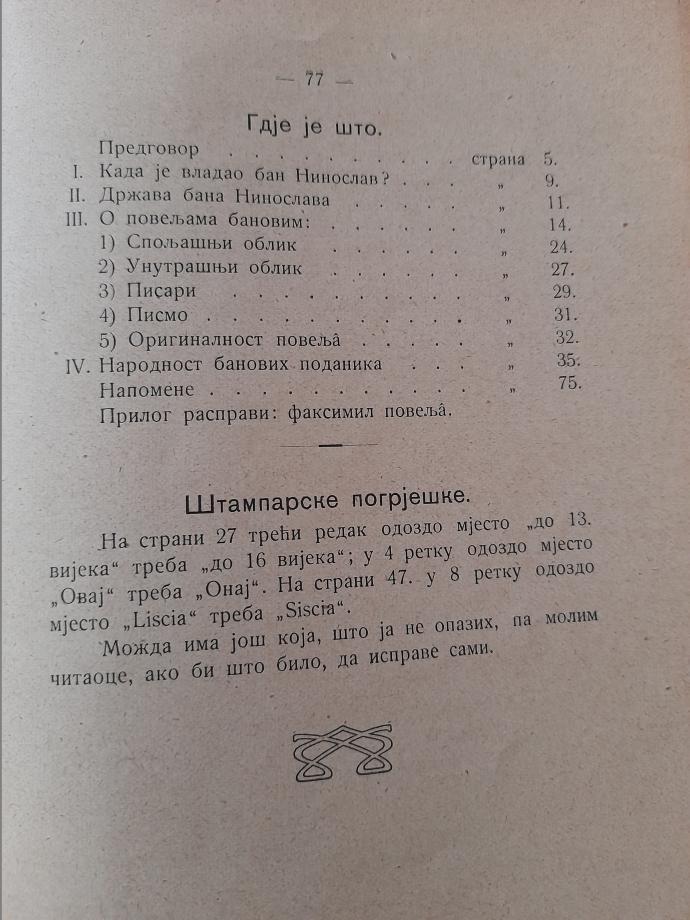 — 77 —
Гдје је што.
Предговор . . . . . . . . . . страна 5.
I. Када је владао бан Нинослав? . . . „ 9.
II. Држава бана Нинослава . . . . . „ 11.
III. О повељама бановим: . . . . . . „ 14.
1) Спољашњи облик . . . . . . „ 24.
2) Унутрашњи облик . . . . . . „ 27.
3) Писари . . . . . . . . . „ 29.
4) Писмо . . . . . . . . . . „ 31.
5) Оригиналност повељâ . . . . . „ 32.
IV. Народност банових поданика . . . „ 35.
Напомене . . . . . . . . . . . „ 75.
Прилог расправи: факсимил повељâ.
Штампарске погрјешке.
На страни 27 трећи редак одоздо мјесто „до 13.
вијека“ треба „до 16 вијека“; у 4 ретку одоздо мјесто
„Овај“ треба „Онај“. На страни 47. у 8 ретку одоздо
мјесто „Liscia“ треба „Siscia“.
Можда има још која, што ја не опазих, па молим
читаоце, ако би што било, да исправе сами.